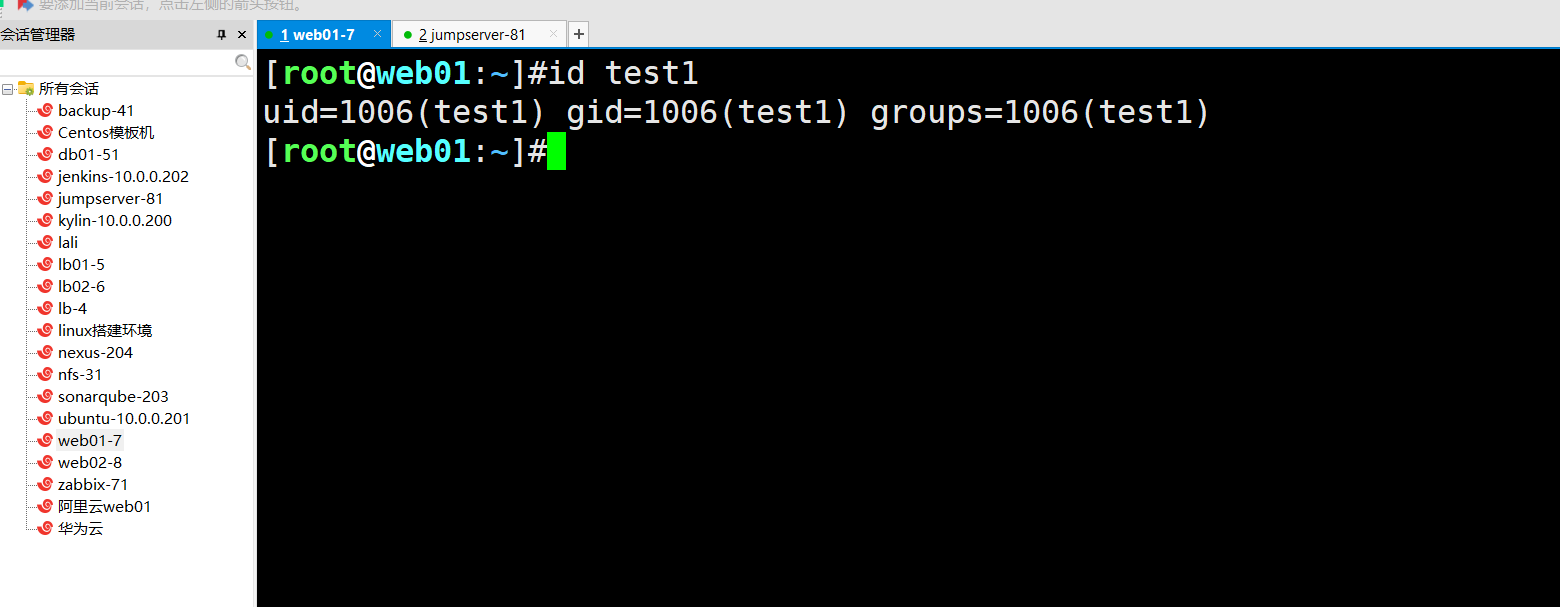 要添加当前会话，点击左侧的箭头按钮。
会话管理器
1 web01-7
2 jumpserver-81
所有会话
backup-41
Centos模板机
db01-51
jenkins-10.0.0.202
jumpserver-81
kylin-10.0.0.200
lali
lb01-5
lb02-6
lb-4
linux搭建环境
nexus-204
nfs-31
sonarqube-203
ubuntu-10.0.0.201
web01-7
web02-8
zabbix-71
阿里云web01
华为云
[root@web01:~]#id test1
uid=1006(test1) gid=1006(test1) groups=1006(test1)
[root@web01:~]#